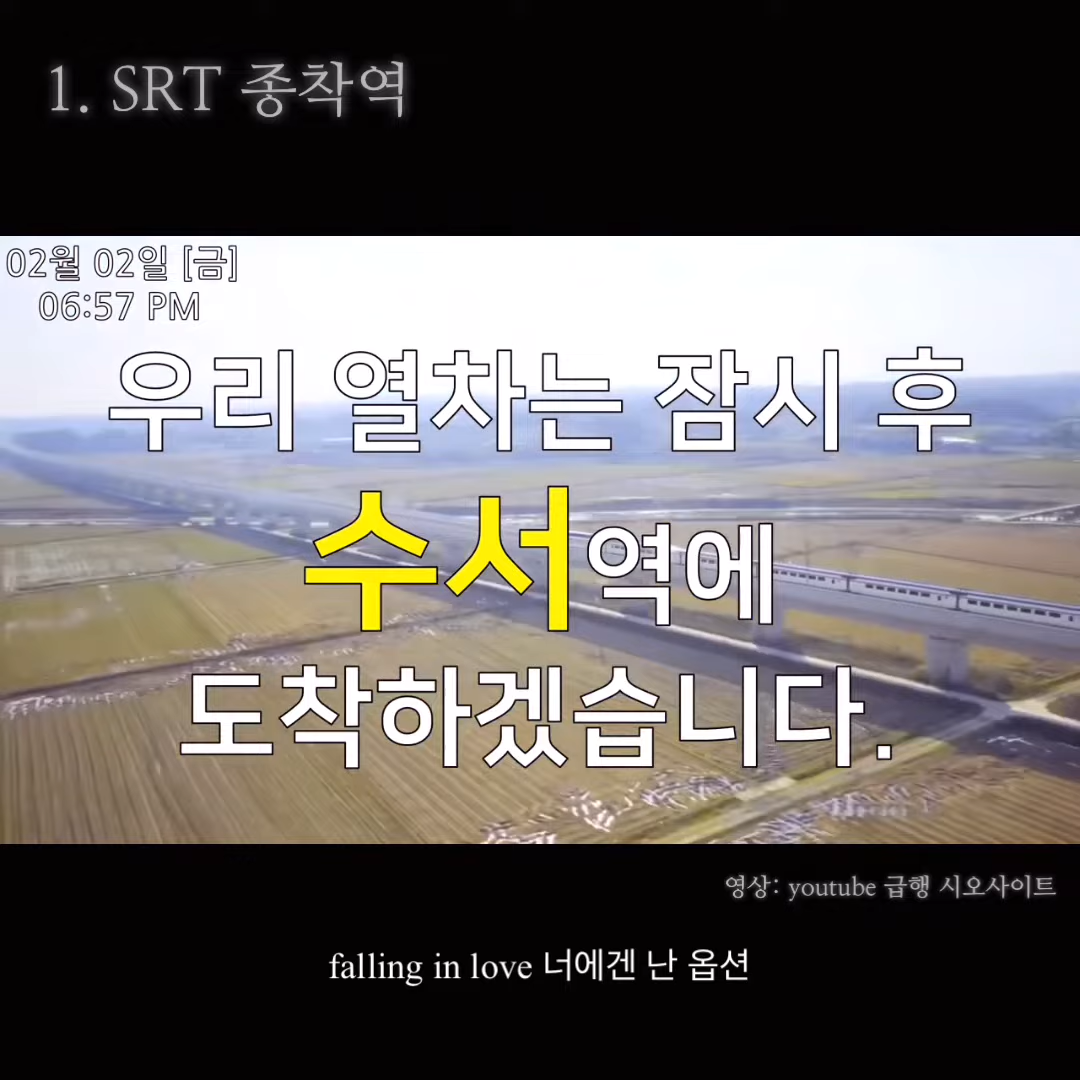 1. SRT 종착역
02월 02일 [금]
06:57 PM
우리 열차는 잠시 후
수서역에
도착하겠습니다.
영상: youtube 급행 시오사이트
falling in love 너에겐 난 옵션